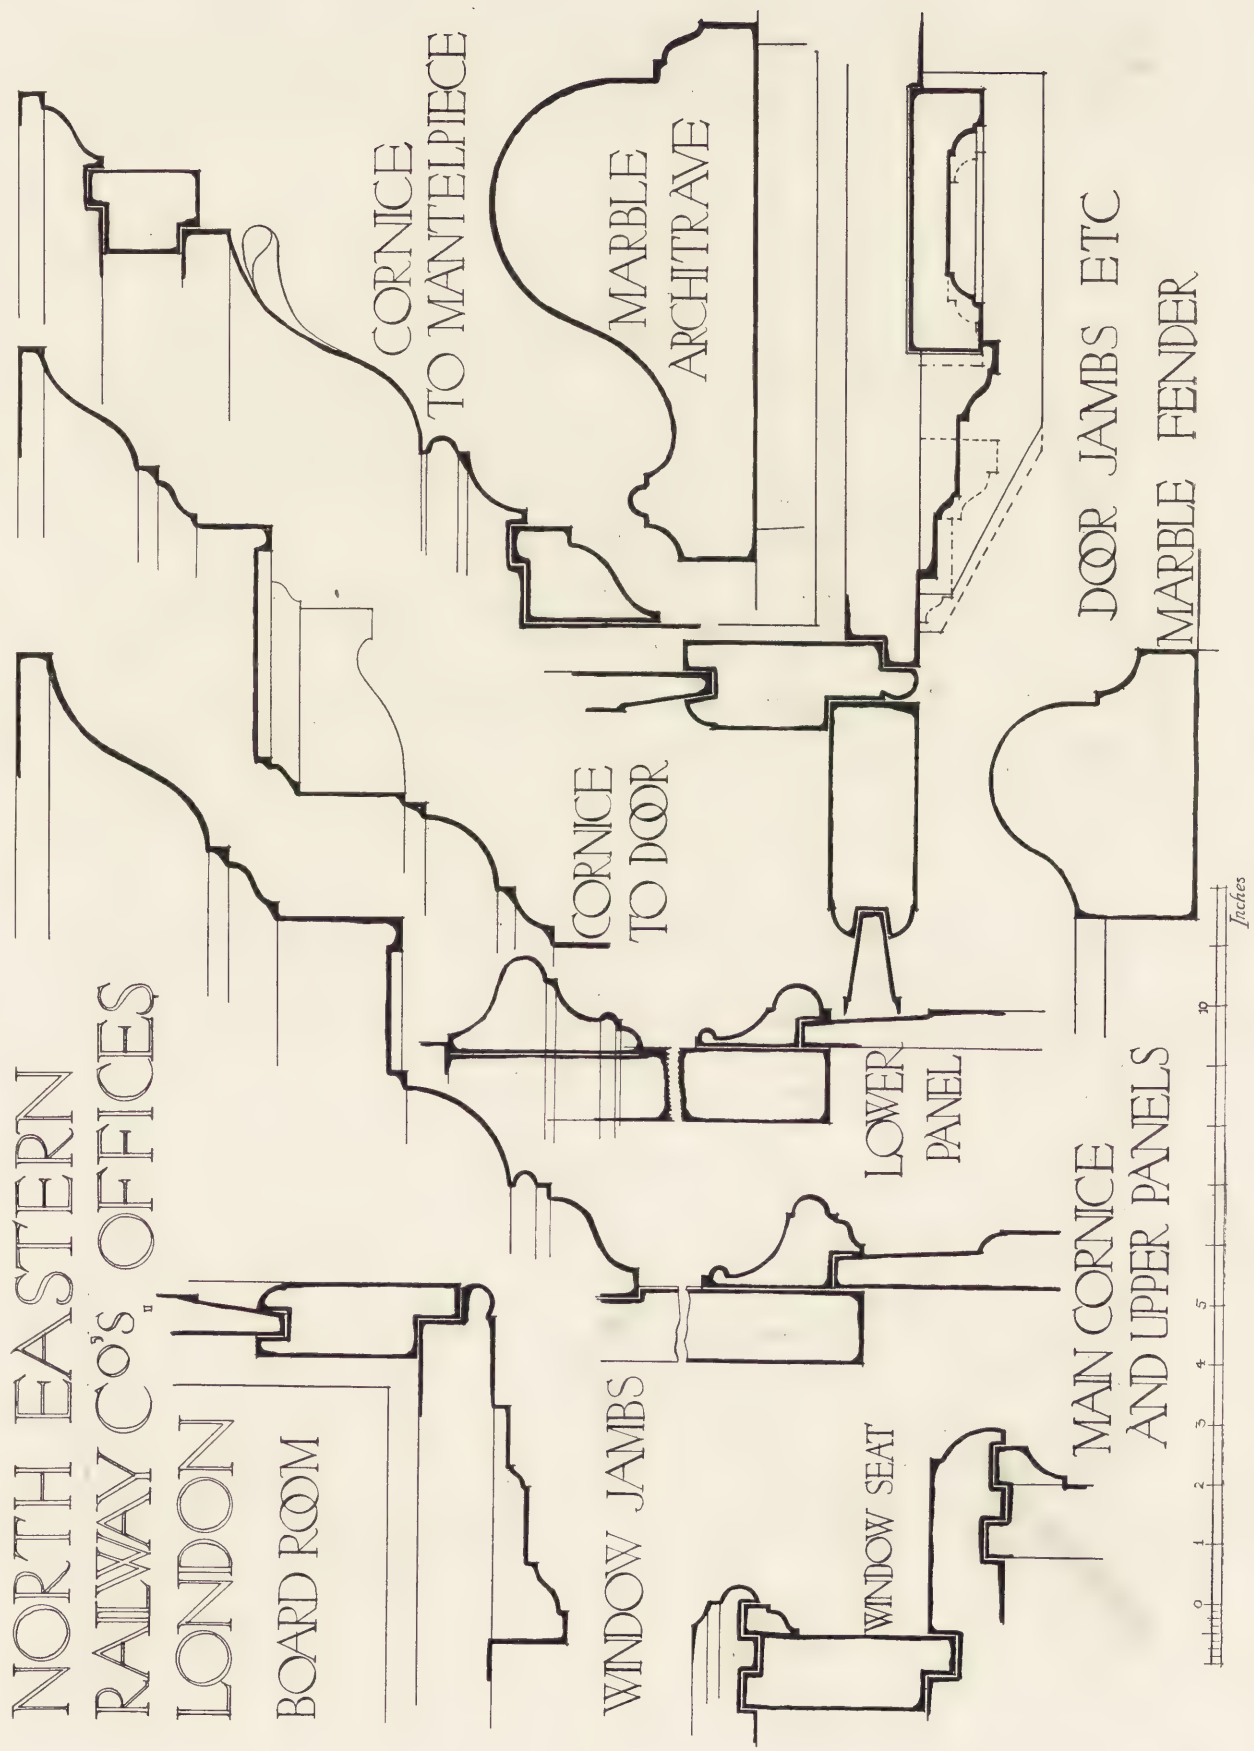 NORTH EASTERN
RAILWAY CO'S OFFICES
LONDON
BOARD ROOM
WINDOW JAMBS
WINDOW SEAT
MAIN CORNICE
AND UPPER PANELS
LOWER
PANEL
CORNICE
TO DOOR
CORNICE
TO MANTELPIECE
MARBLE
ARCHITRAVE
DOOR JAMBS ETC
MARBLE FENDER
0 1 2 3 4 5 10
Inches